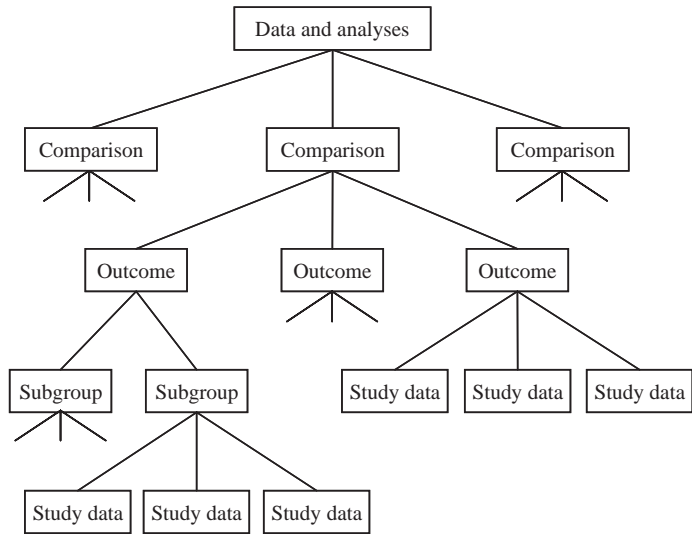 Data and analyses
Comparison
Comparison
Comparison
Outcome
Outcome
Outcome
Subgroup
Subgroup
Study data
Study data
Study data
Study data
Study data
Study data